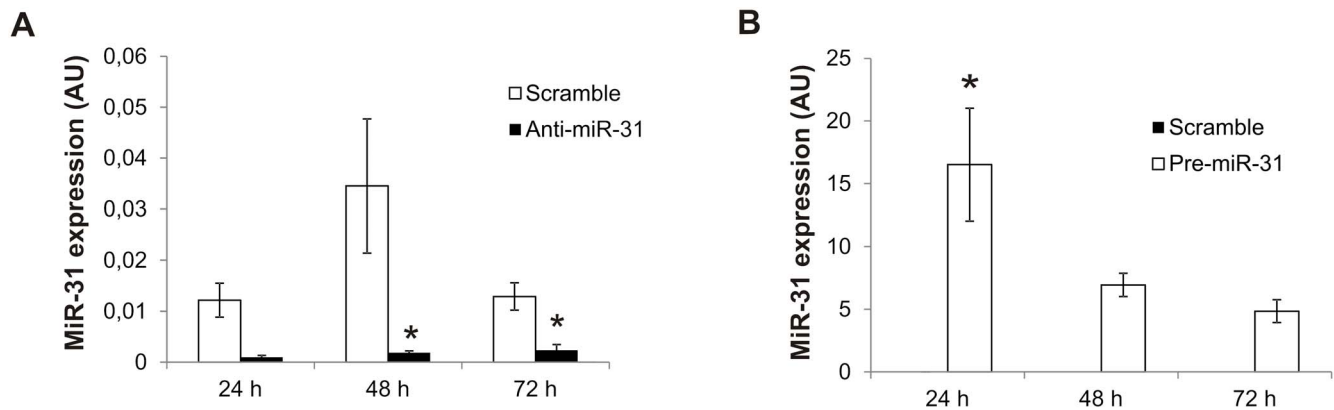 A
MiR-31 expression (AU)
0,06
0,05
0,04
0,03
0,02
0,01
0
Scramble
Anti-miR-31
*
*
24 h
48 h
72 h
B
MiR-31 expression (AU)
25
20
15
10
5
0
*
Scramble
Pre-miR-31
24 h
48 h
72 h